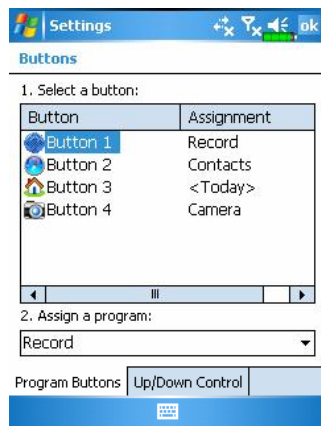 Settings ok
Buttons
1. Select a button:
Button Assignment
Button 1 Record
Button 2 Contacts
Button 3 <Today>
Button 4 Camera
2. Assign a program:
Record
Program Buttons Up/Down Control